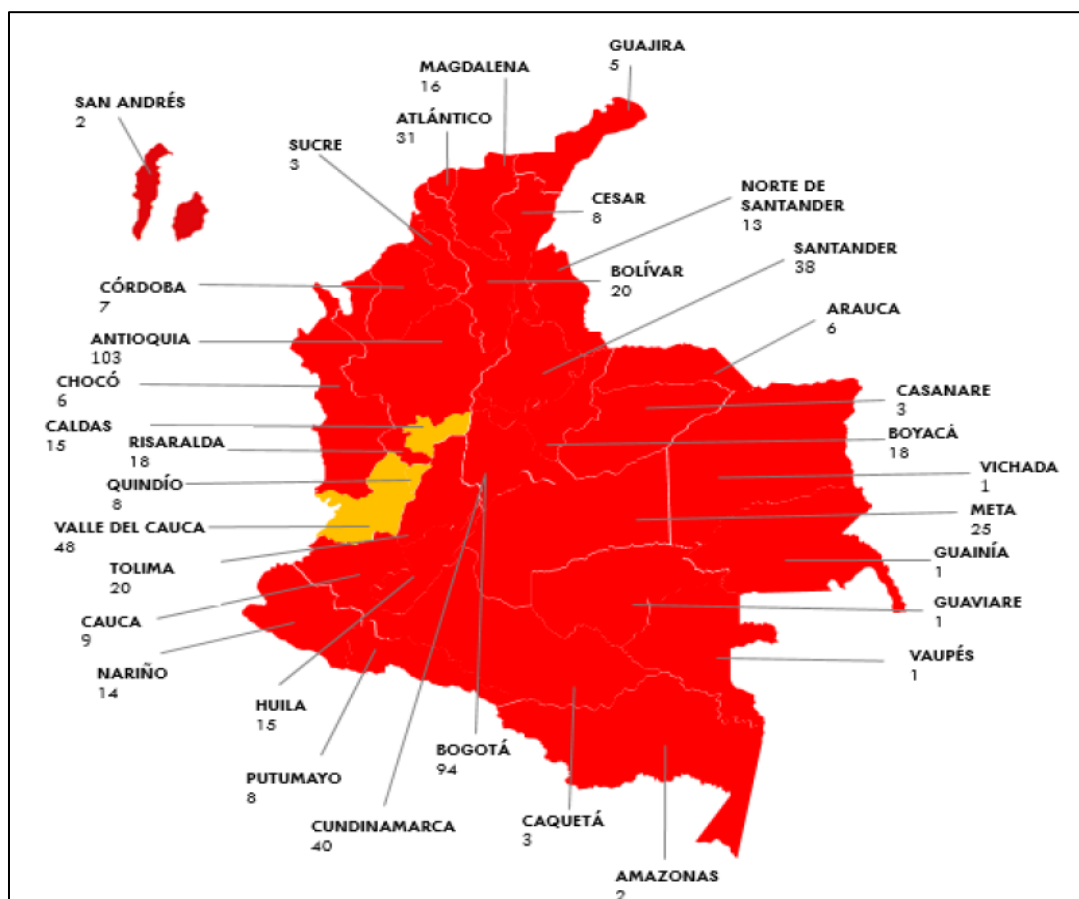 GUAJIRA
5
MAGDALENA
16
SAN ANDRÉS
2
ATLÁNTICO
31
SUCRE
3
CESAR
8
NORTE DE
SANTANDER
13
SANTANDER
38
BOLÍVAR
20
CÓRDOBA
7
ARAUCA
6
ANTIOQUIA
103
CHOCÓ
6
CASANARE
3
CALDAS
15
RISARALDA
18
BOYACÁ
18
VICHADA
1
QUINDÍO
8
META
25
VALLE DEL CAUCA
48
GUAINÍA
1
TOLIMA
20
GUAVIARE
1
CAUCA
9
VAUPÉS
1
NARIÑO
14
HUILA
15
BOGOTÁ
94
PUTUMAYO
8
CUNDINAMARCA
40
CAQUETÁ
3
AMAZONAS
2